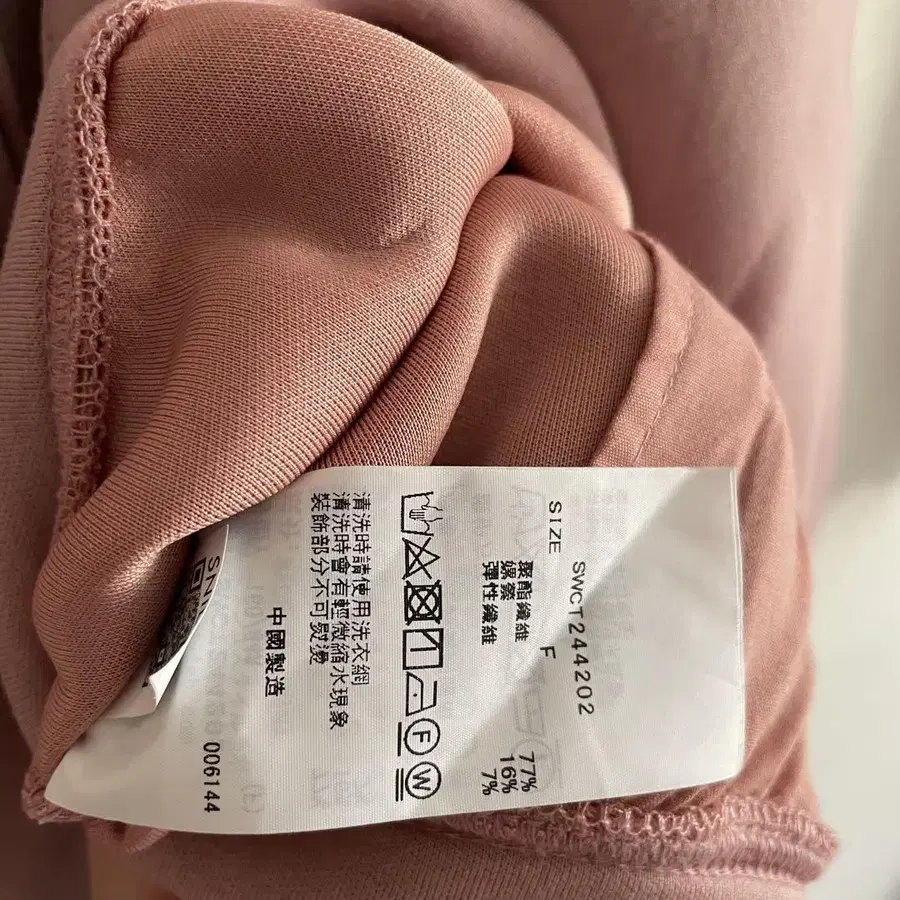 SWCT244202
SIZE F
聚酯纖維 77%
嫘縈 16%
彈性纖維 7%
F
W
清洗時請使用洗衣網
清洗時會有輕微縮水現象
裝飾部分不可熨燙
中國製造
006144